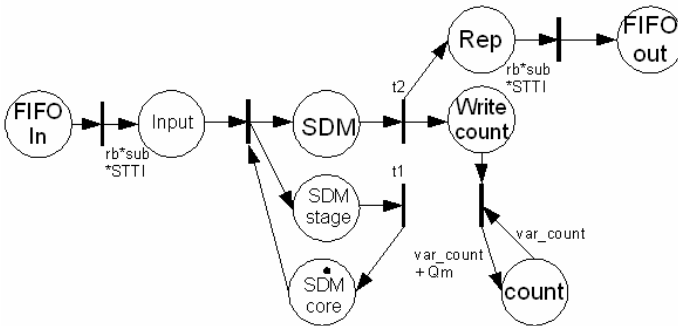 FIFO
In
rb*sub
*STTI
Input
SDM
t2
Rep
rb*sub
*STTI
FIFO
out
Write
count
SDM
stage
t1
SDM
core
var_count
+ Qm
var_count
count